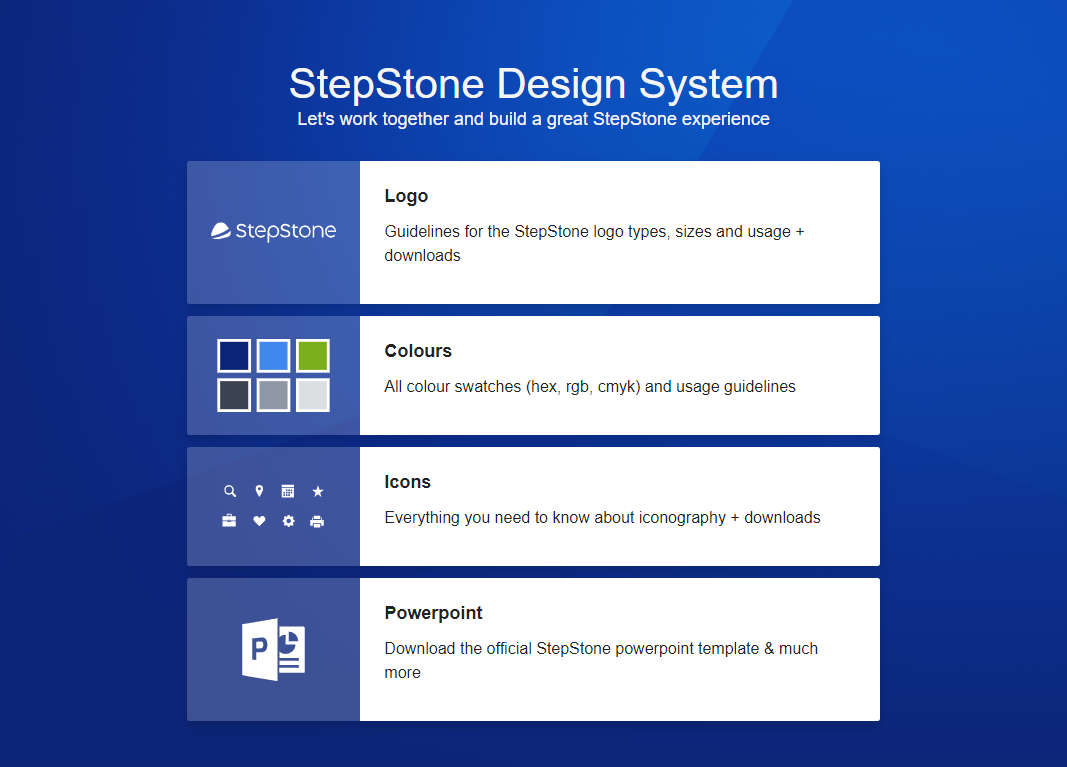 StepStone Design System
Let's work together and build a great StepStone experience
StepStone
Logo
Guidelines for the StepStone logo types, sizes and usage +
downloads
Colours
All colour swatches (hex, rgb, cmyk) and usage guidelines
Icons
Everything you need to know about iconography + downloads
P
Powerpoint
Download the official StepStone powerpoint template & much
more